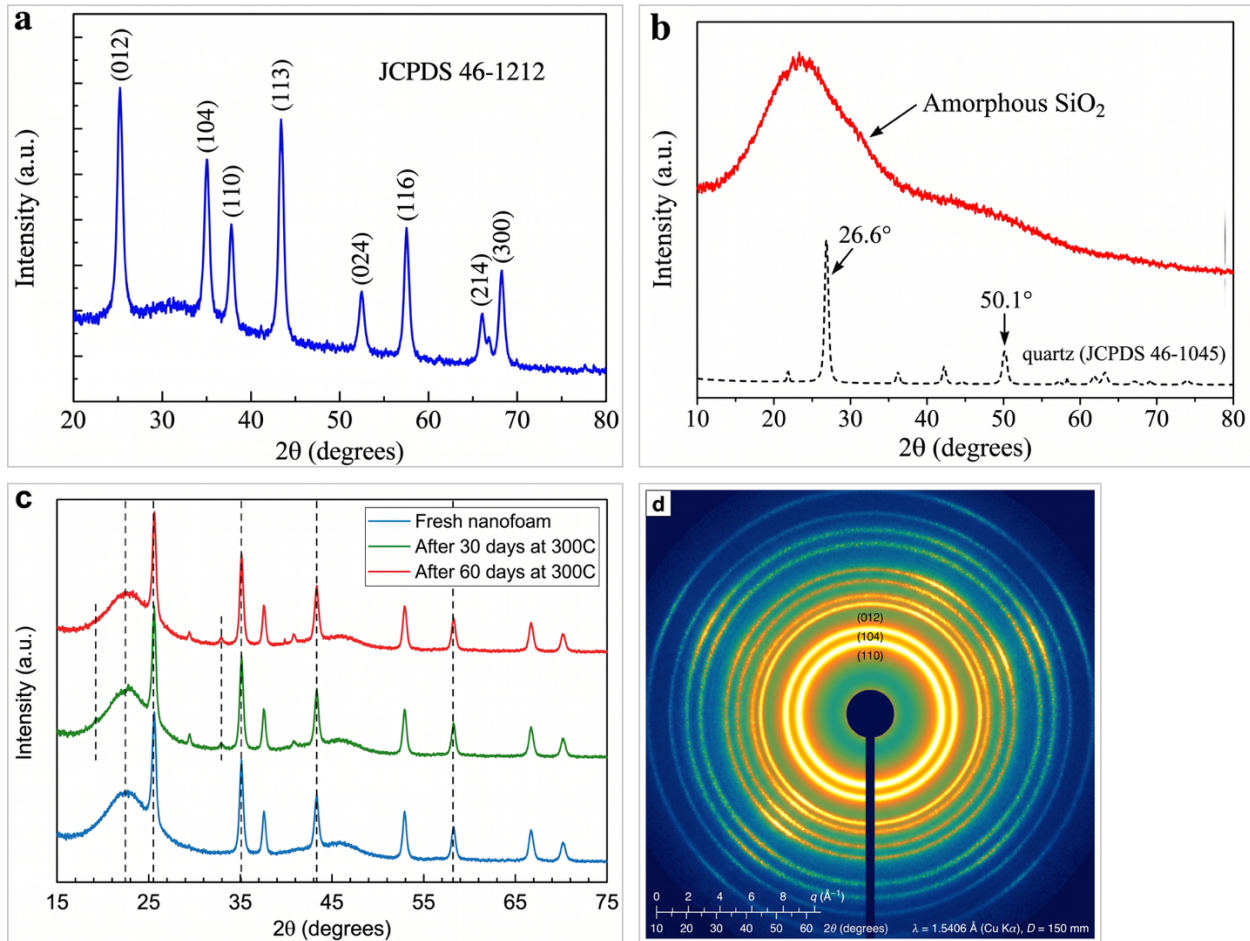 a
JCPDS 46-1212
(012)
(104)
(110)
(113)
(024)
(116)
(214)
(300)
Intensity (a.u.)
20 30 40 50 60 70 80
2θ (degrees)
b
Amorphous SiO₂
26.6°
50.1°
quartz (JCPDS 46-1045)
Intensity (a.u.)
10 20 30 40 50 60 70 80
2θ (degrees)
c
Fresh nanofoam
After 30 days at 300C
After 60 days at 300C
Intensity (a.u)
15 25 35 45 55 65 75
2θ (degrees)
d
(012)
(104)
(110)
0 2 4 6 8 q (Å⁻¹)
10 20 30 40 50 60 2θ (degrees) λ = 1.5406 Å (Cu Kα), D = 150 mm